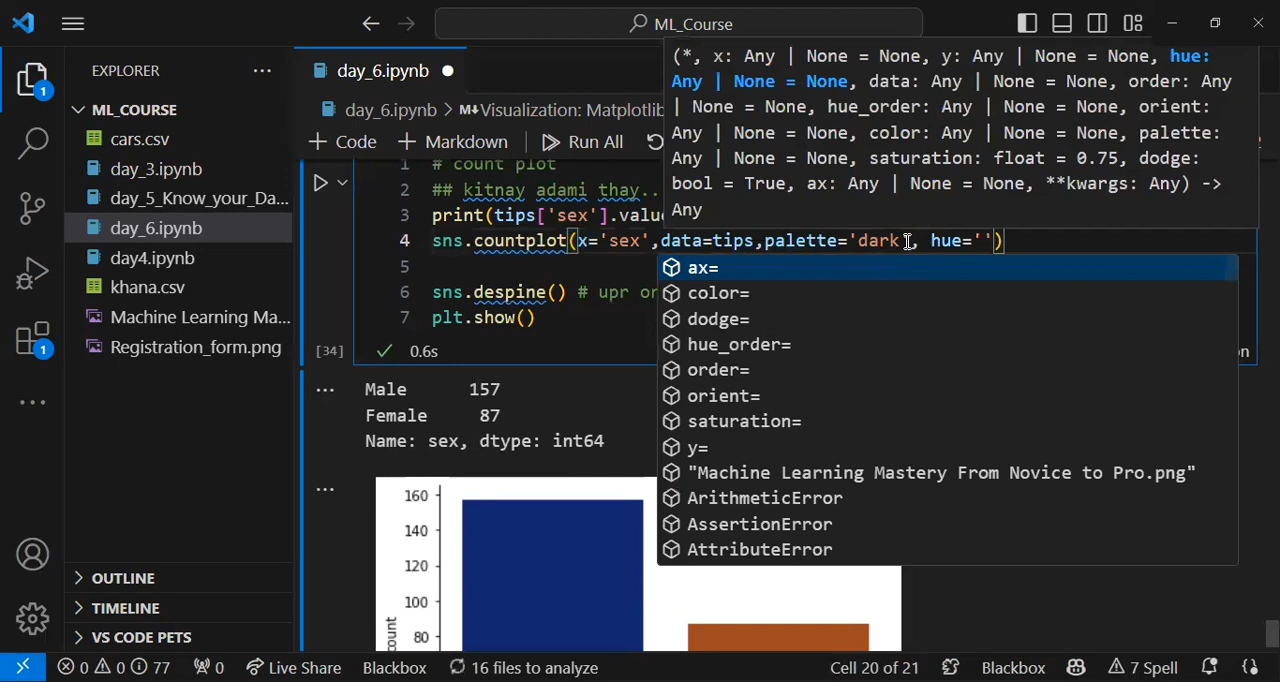 ML_Course
EXPLORER
ML_COURSE
cars.csv
day_3.ipynb
day_5_Know_your_Da...
day_6.ipynb
day4.ipynb
khana.csv
Machine Learning Ma...
Registration_form.png
OUTLINE
TIMELINE
VS CODE PETS
1
1
day_6.ipynb
day_6.ipynb > M↓Visualization: Matplotlib
+ Code + Markdown Run All
(*, x: Any | None = None, y: Any | None = None, hue:
Any | None = None, data: Any | None = None, order: Any
| None = None, hue_order: Any | None = None, orient:
Any | None = None, color: Any | None = None, palette:
Any | None = None, saturation: float = 0.75, dodge:
bool = True, ax: Any | None = None, **kwargs: Any) ->
Any
1 # count plot
2 ## kitnay adami thay..
3 print(tips['sex'].valu
4 sns.countplot(x='sex',data=tips,palette='dark', hue='')
5
6 sns.despine() # upr or
7 plt.show()
[34] 0.6s
ax=
color=
dodge=
hue_order=
order=
orient=
saturation=
y=
"Machine Learning Mastery From Novice to Pro.png"
ArithmeticError
AssertionError
AttributeError
Male 157
Female 87
Name: sex, dtype: int64
160
140
120
100
80
0 0 77 0 Live Share Blackbox 16 files to analyze Cell 20 of 21 Blackbox 7 Spell